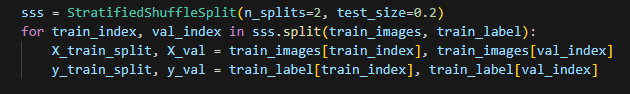 sss = StratifiedShuffleSplit(n_splits=2, test_size=0.2)
for train_index, val_index in sss.split(train_images, train_label):
    X_train_split, X_val = train_images[train_index], train_images[val_index]
    y_train_split, y_val = train_label[train_index], train_label[val_index]